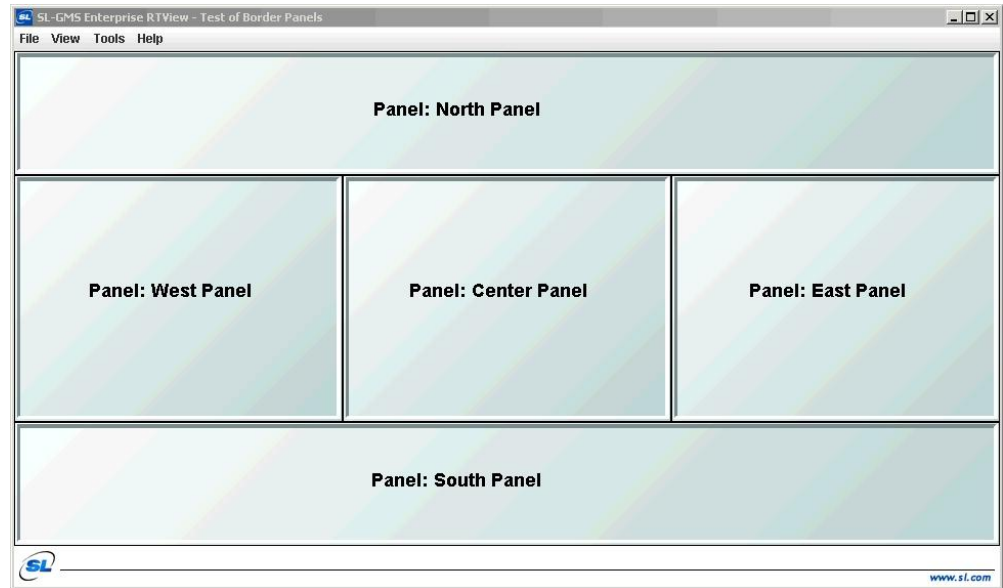 SL SL-GMS Enterprise RTView - Test of Border Panels
File View Tools Help
Panel: North Panel
Panel: West Panel Panel: Center Panel Panel: East Panel
Panel: South Panel
SL
www.sl.com